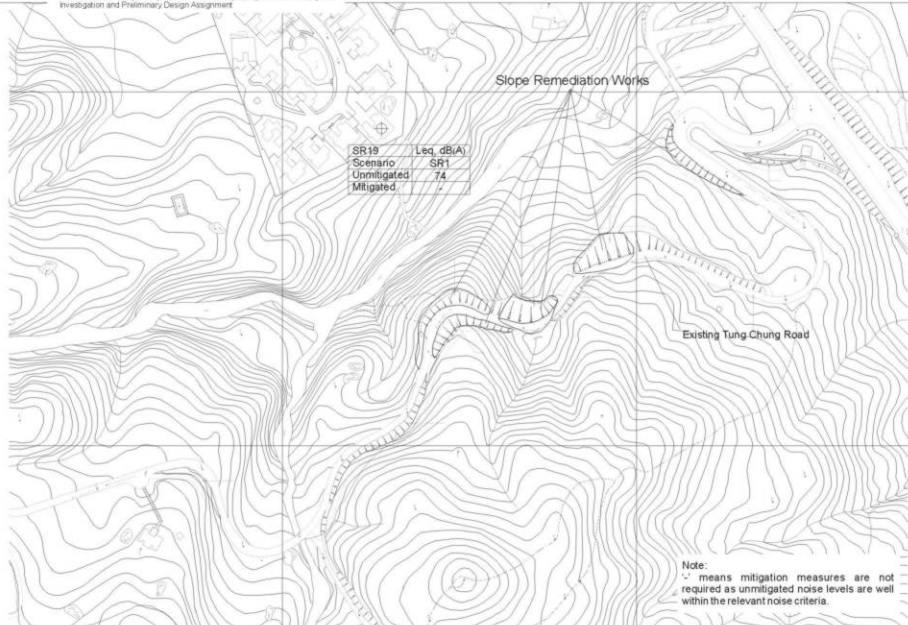 Investigation and Preliminary Design Assignment
Slope Remediation Works
SR19 Leq, dB(A)
Scenario SR1
Unmitigated 74
Mitigated -
Existing Tung Chung Road
Note:
'-' means mitigation measures are not
required as unmitigated noise levels are well
within the relevant noise criteria.